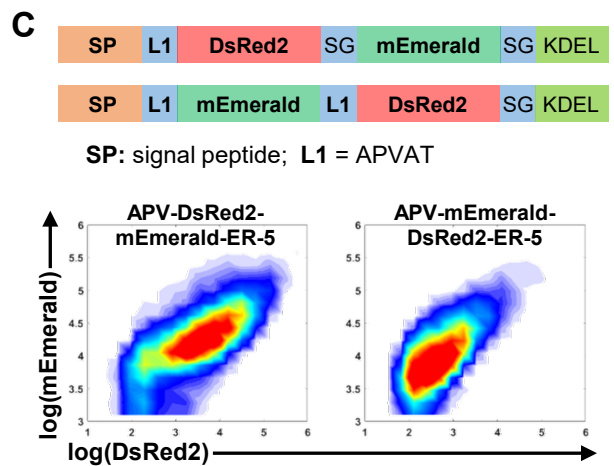 C
SP L1 DsRed2 SG mEmerald SG KDEL
SP L1 mEmerald L1 DsRed2 SG KDEL
SP: signal peptide; L1 = APVAT
APV-DsRed2-
mEmerald-ER-5
APV-mEmerald-
DsRed2-ER-5
log(mEmerald)
6
5.5
5
4.5
4
3.5
3
1 2 3 4 5 6
6
5.5
5
4.5
4
3.5
3
1 2 3 4 5 6
log(DsRed2)